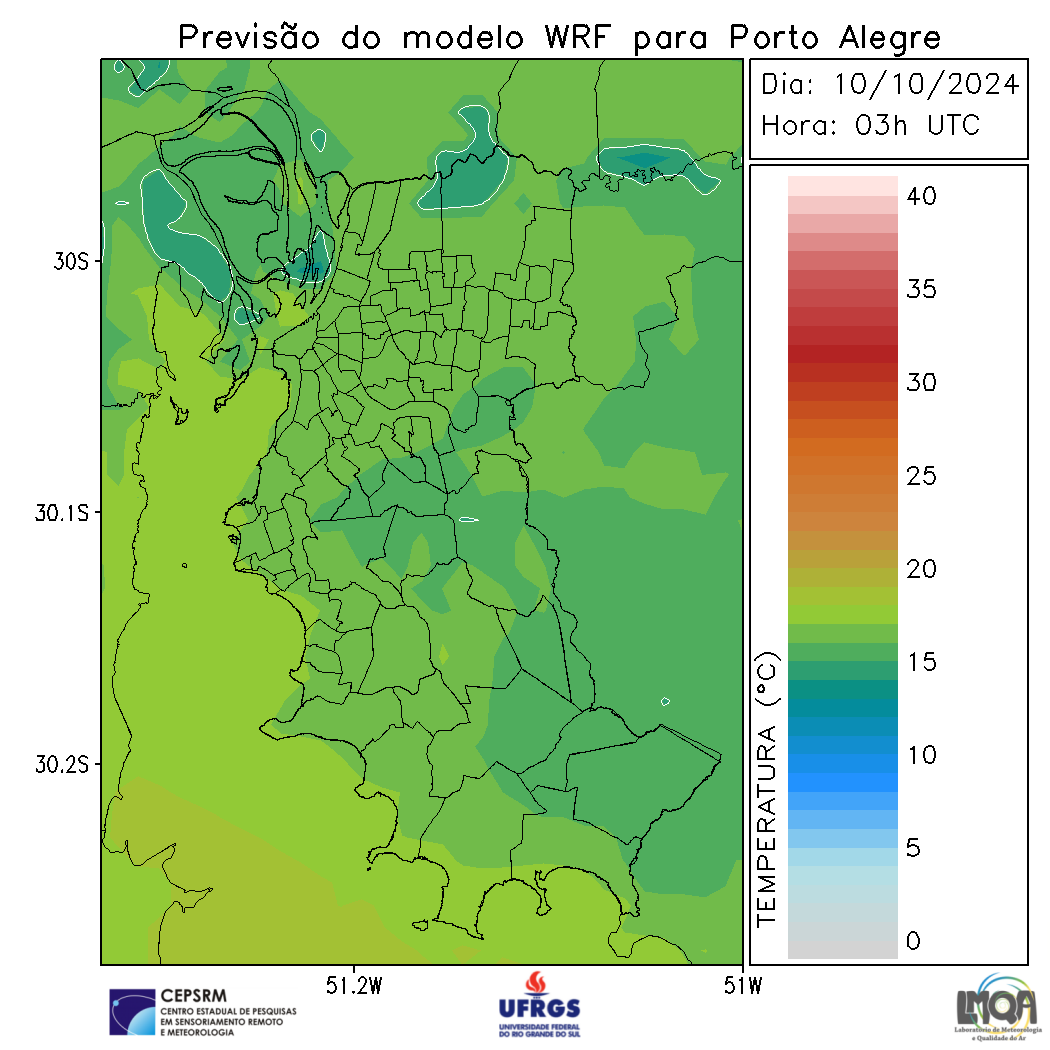 Previsão do modelo WRF para Porto Alegre
Dia: 10/10/2024
Hora: 03h UTC
40
35
30
25
20
15
10
5
0
TEMPERATURA (°C)
30S
30.1S
30.2S
51.2W
51W
CEPSRM
CENTRO ESTADUAL DE PESQUISAS
EM SENSORIAMENTO REMOTO
E METEOROLOGIA
UFRGS
UNIVERSIDADE FEDERAL
DO RIO GRANDE DO SUL
LMQA
Laboratório de Meteorologia
e Qualidade do Ar